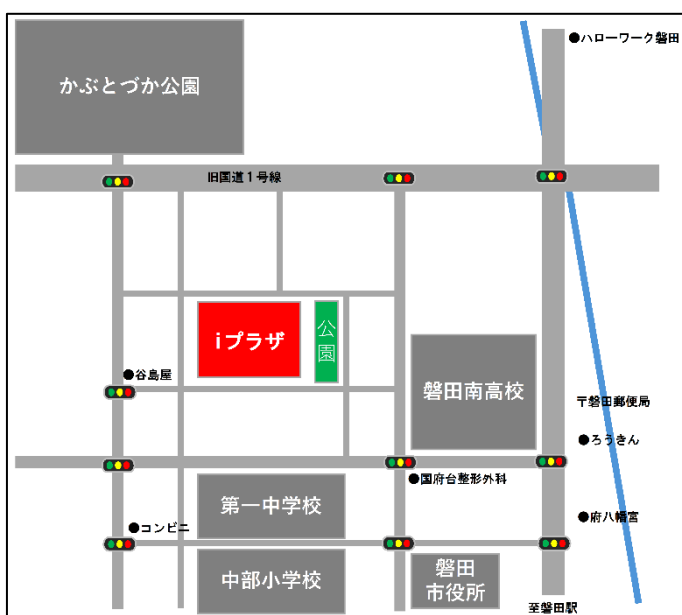 ●ハローワーク磐田
かぶとづか公園
旧国道１号線
iプラザ
公
園
●谷島屋
磐田南高校
〒磐田郵便局
●ろうきん
●国府台整形外科
第一中学校
●府八幡宮
●コンビニ
中部小学校
磐田
市役所
至磐田駅